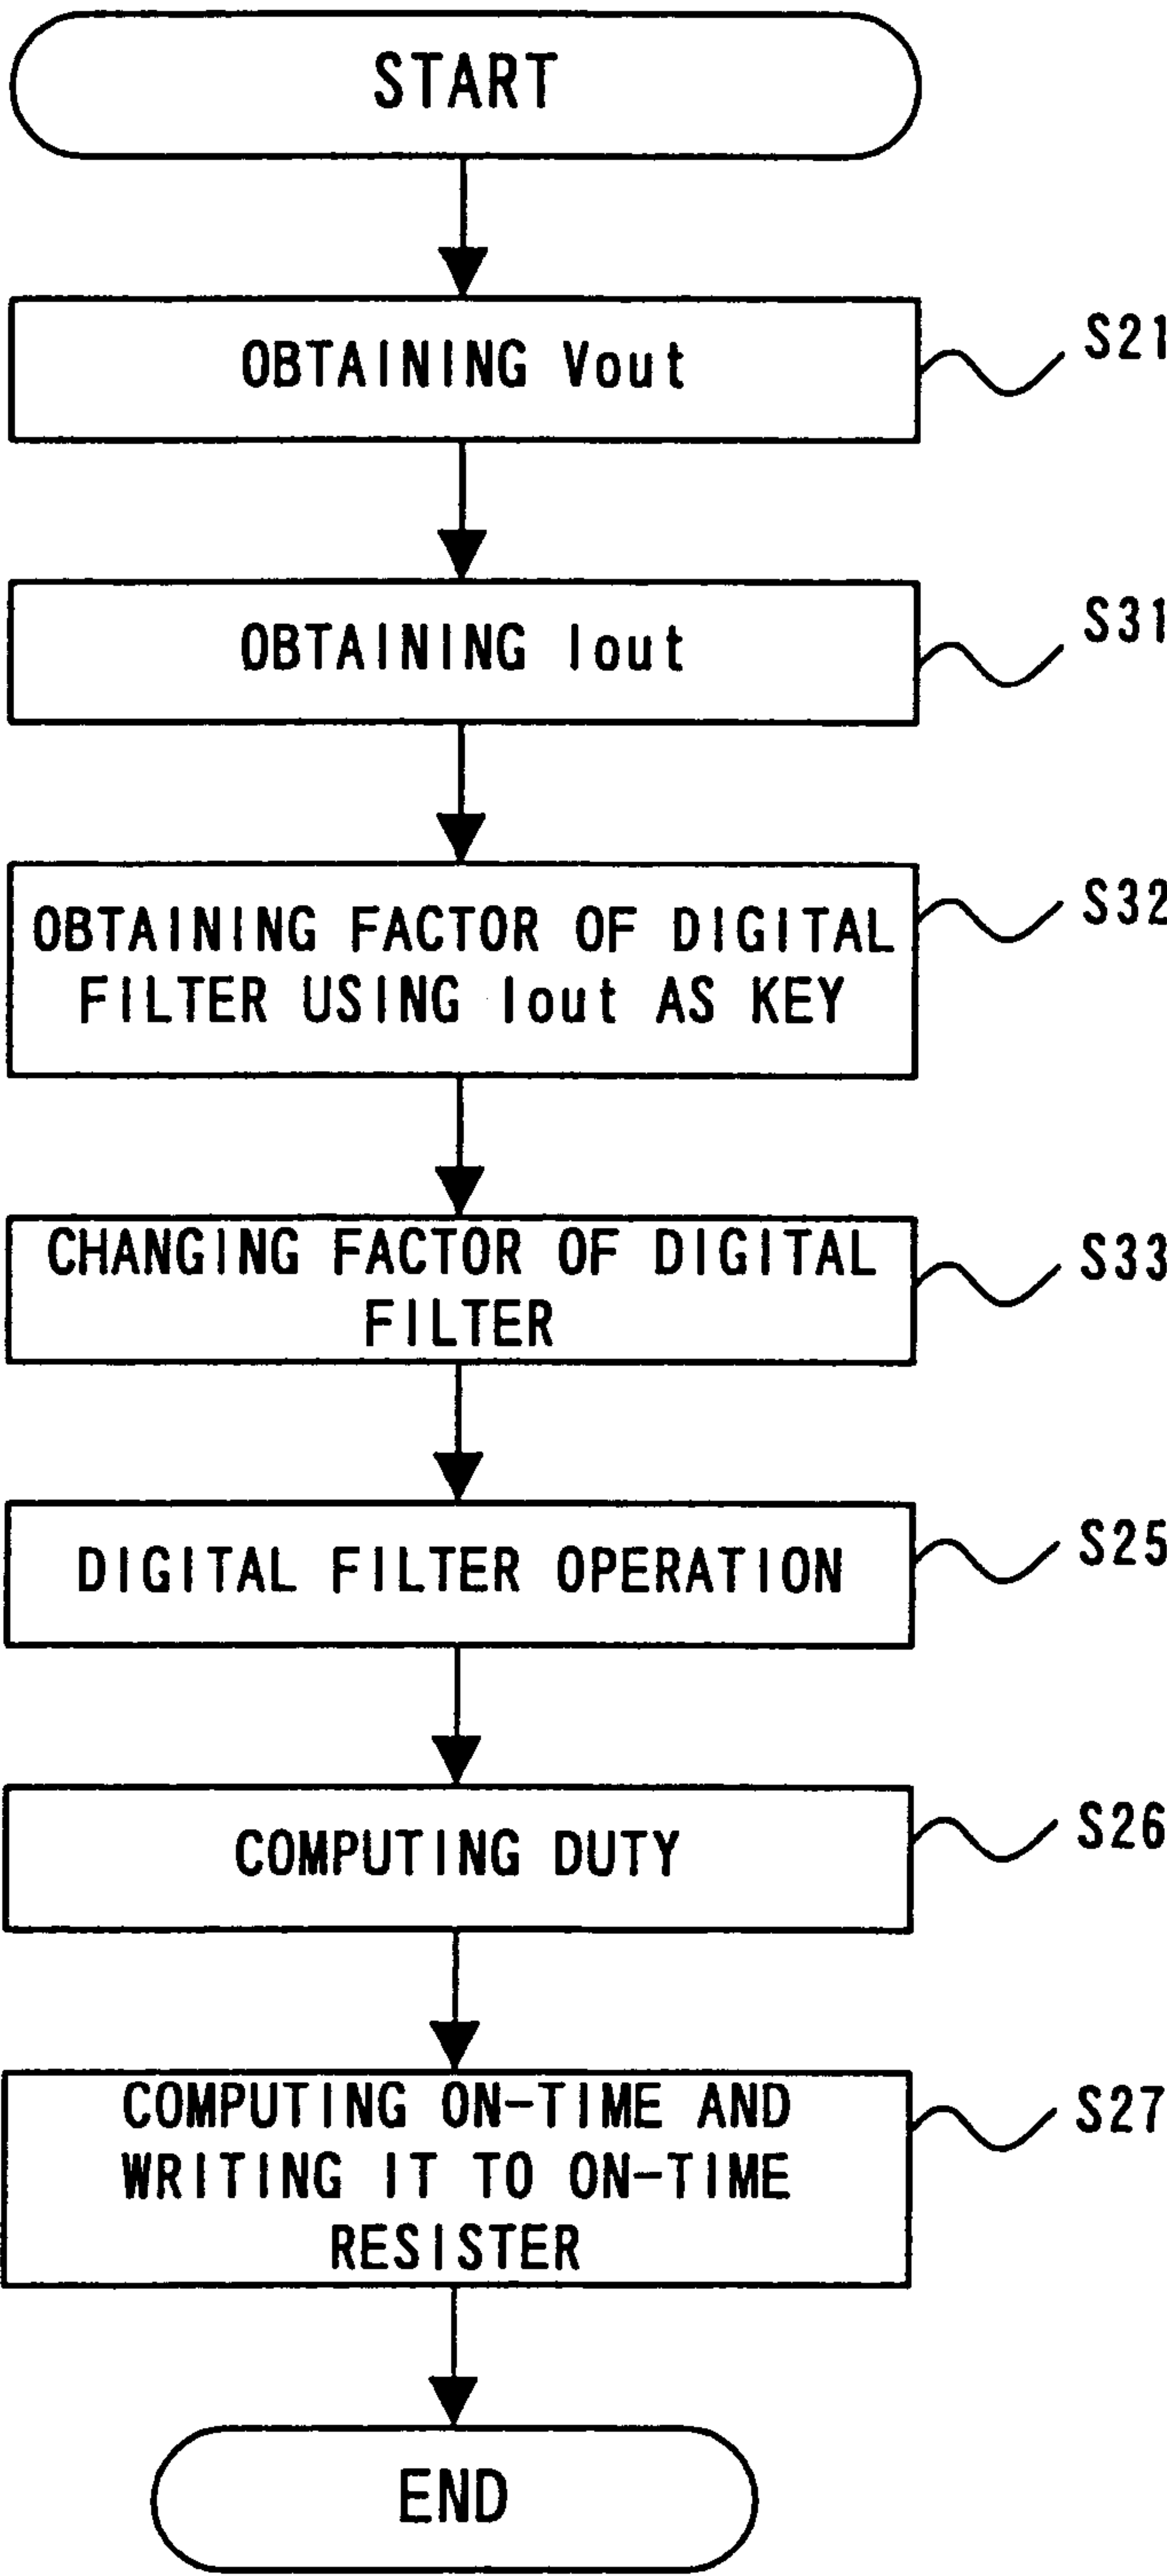 START
OBTAINING Vout
S21
OBTAINING Iout
S31
OBTAINING FACTOR OF DIGITAL
FILTER USING Iout AS KEY
S32
CHANGING FACTOR OF DIGITAL
FILTER
S33
DIGITAL FILTER OPERATION
S25
COMPUTING DUTY
S26
COMPUTING ON-TIME AND
WRITING IT TO ON-TIME
RESISTER
S27
END